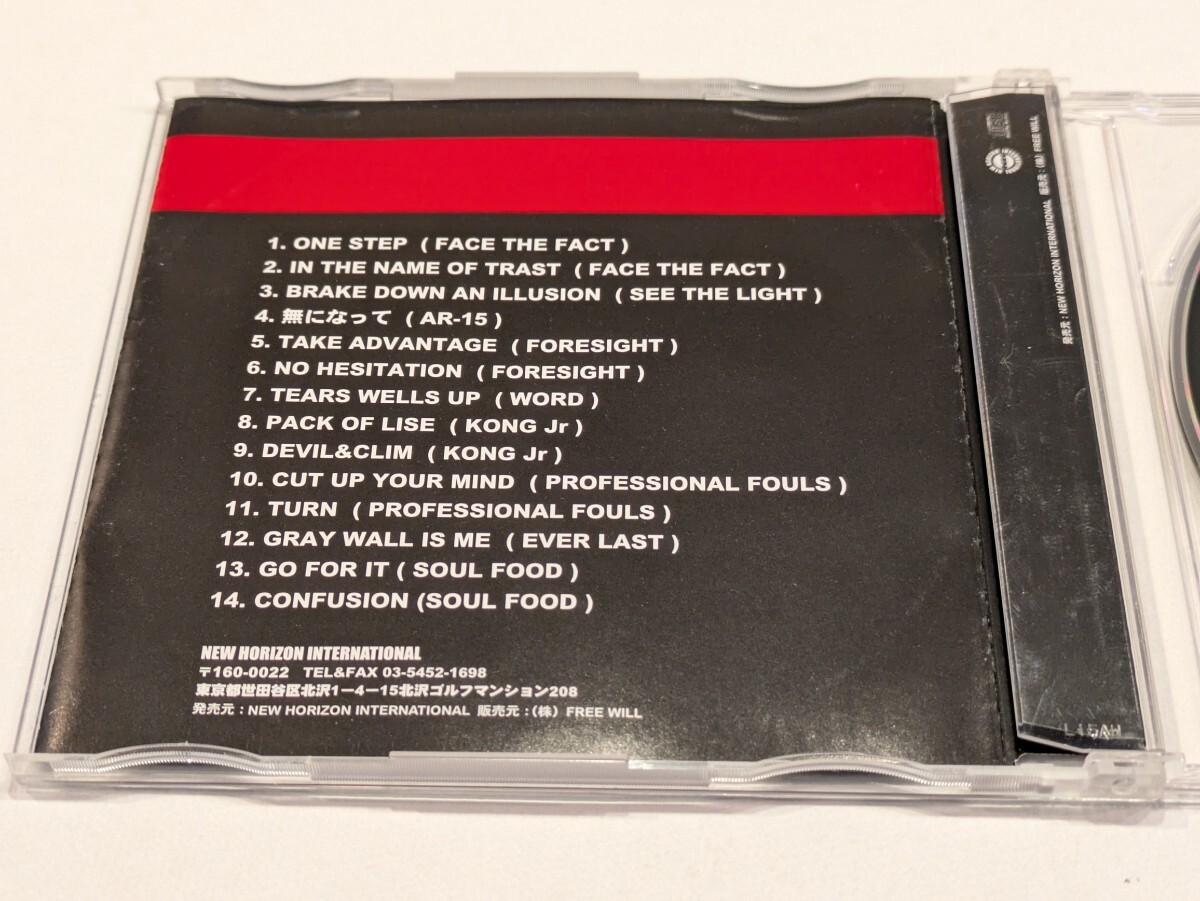 1. ONE STEP ( FACE THE FACT )
2. IN THE NAME OF TRAST ( FACE THE FACT )
3. BRAKE DOWN AN ILLUSION ( SEE THE LIGHT )
4. 無になって ( AR-15 )
5. TAKE ADVANTAGE ( FORESIGHT )
6. NO HESITATION ( FORESIGHT )
7. TEARS WELLS UP ( WORD )
8. PACK OF LISE ( KONG Jr )
9. DEVIL&CLIM ( KONG Jr )
10. CUT UP YOUR MIND ( PROFESSIONAL FOULS )
11. TURN ( PROFESSIONAL FOULS )
12. GRAY WALL IS ME ( EVER LAST )
13. GO FOR IT ( SOUL FOOD )
14. CONFUSION (SOUL FOOD )
NEW HORIZON INTERNATIONAL
〒160-0022 TEL&FAX 03-5452-1698
東京都世田谷区北沢1ー4ー15北沢ゴルフマンション208
発売元：NEW HORIZON INTERNATIONAL 販売元：（株）FREE WILL
発売元：NEW HORIZON INTERNATIONAL 販売元：（株）FREE WILL